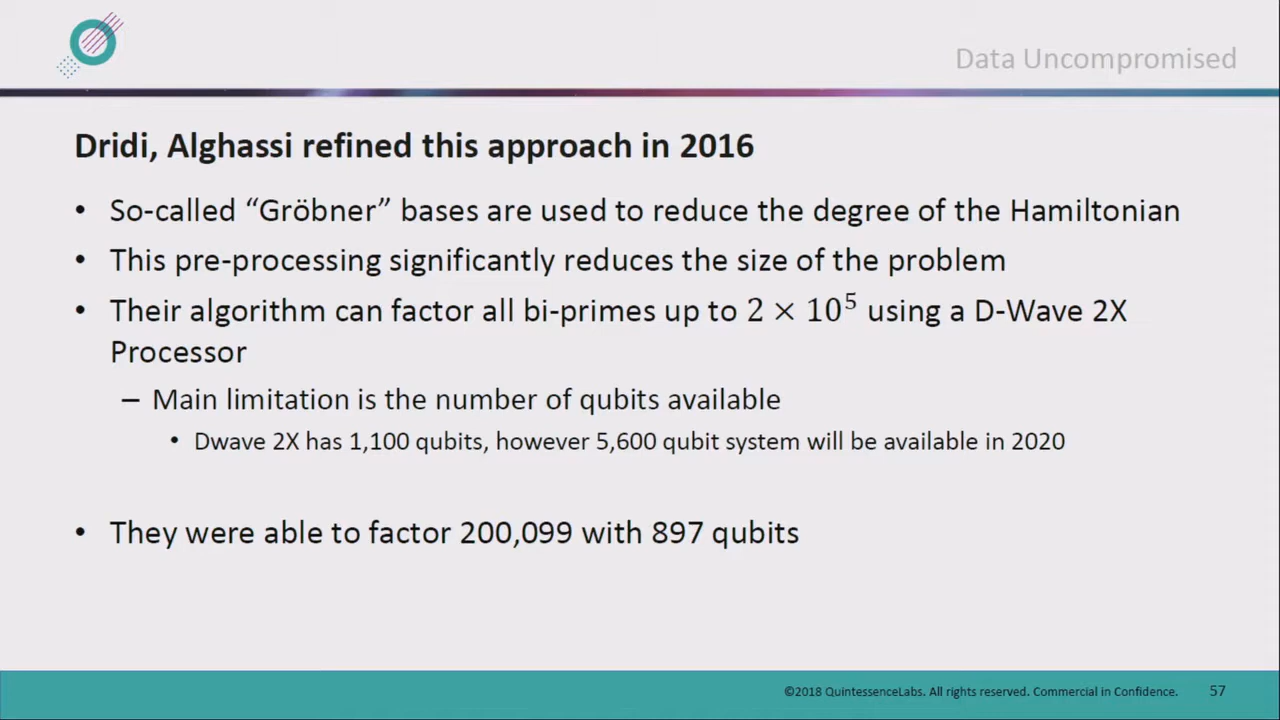 Data Uncompromised
Dridi, Alghassi refined this approach in 2016
• So-called “Gröbner” bases are used to reduce the degree of the Hamiltonian
• This pre-processing significantly reduces the size of the problem
• Their algorithm can factor all bi-primes up to 2 × 10⁵ using a D-Wave 2X
Processor
– Main limitation is the number of qubits available
• Dwave 2X has 1,100 qubits, however 5,600 qubit system will be available in 2020
• They were able to factor 200,099 with 897 qubits
©2018 QuintessenceLabs. All rights reserved. Commercial in Confidence. 57